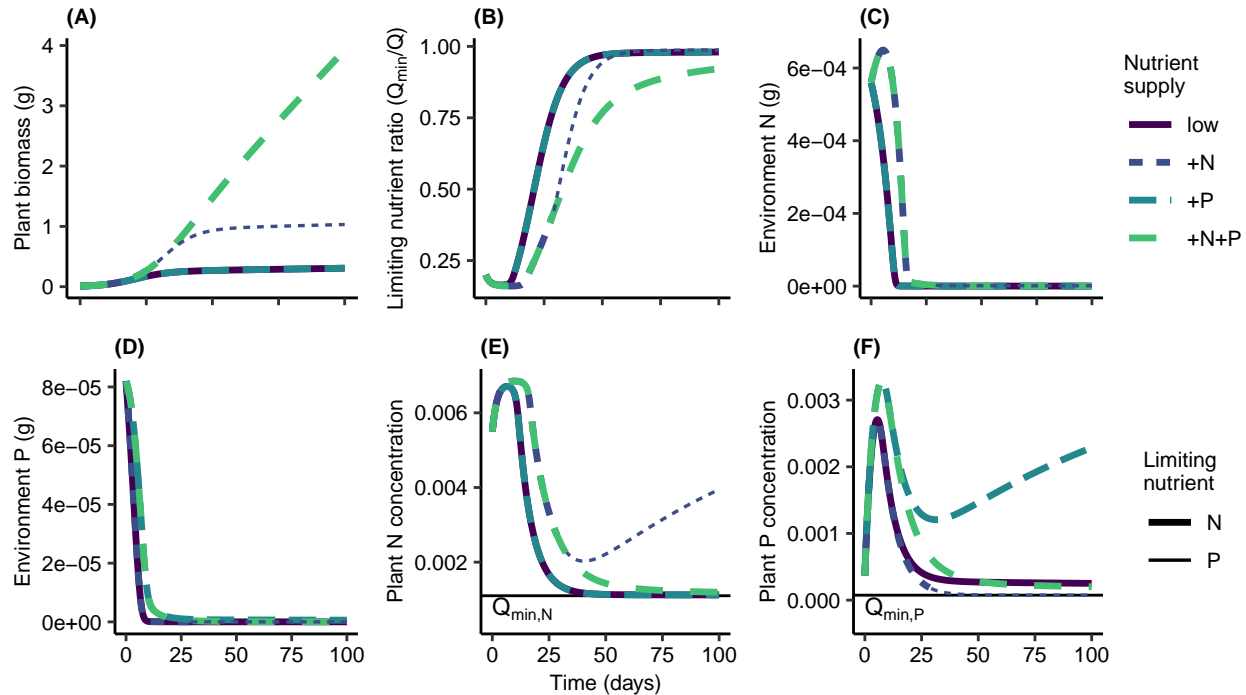 (A)
Plant biomass (g)
4
3
2
1
0
(B)
Limiting nutrient ratio (Q_min/Q)
1.00
0.75
0.50
0.25
(C)
Environment N (g)
6e−04
4e−04
2e−04
0e+00
Nutrient
supply
low
+N
+P
+N+P
(D)
Environment P (g)
8e−05
6e−05
4e−05
2e−05
0e+00
0 25 50 75 100
(E)
Plant N concentration
0.006
0.004
0.002
Q_min,N
0 25 50 75 100
Time (days)
(F)
Plant P concentration
0.003
0.002
0.001
0.000
Q_min,P
0 25 50 75 100
Limiting
nutrient
N
P